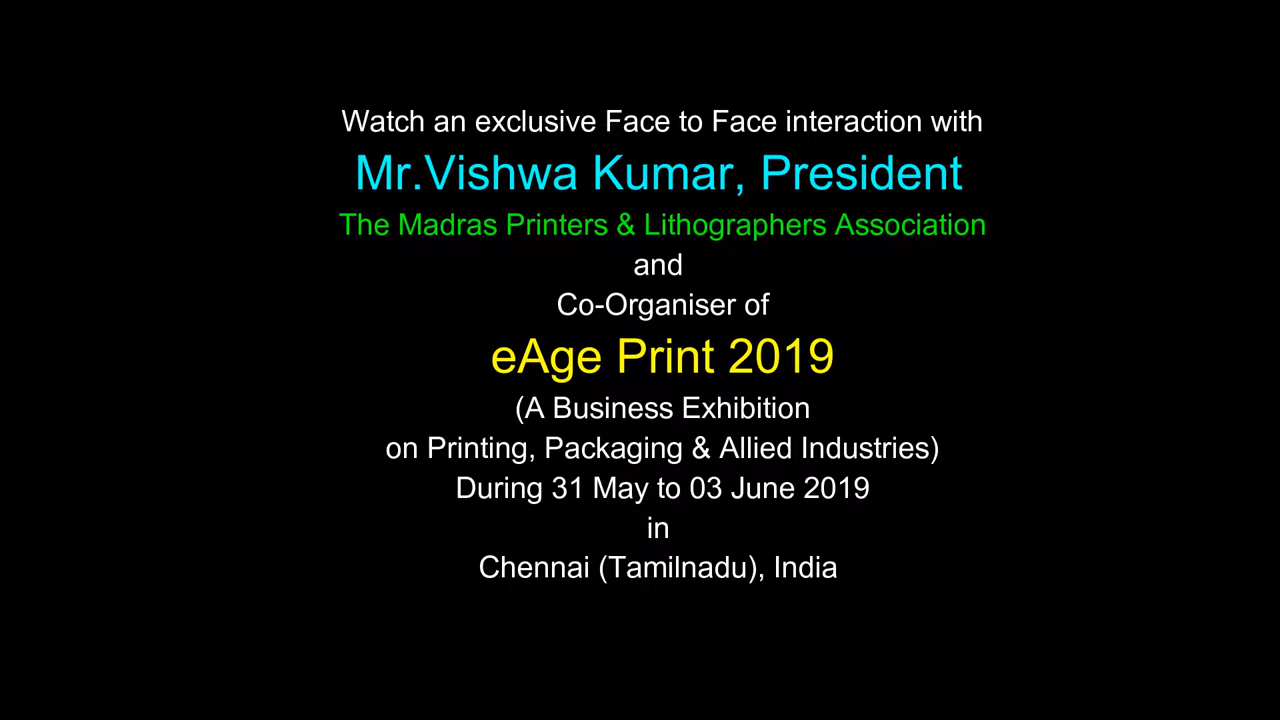 Watch an exclusive Face to Face interaction with
Mr.Vishwa Kumar, President
The Madras Printers & Lithographers Association
and
Co-Organiser of
eAge Print 2019
(A Business Exhibition
on Printing, Packaging & Allied Industries)
During 31 May to 03 June 2019
in
Chennai (Tamilnadu), India